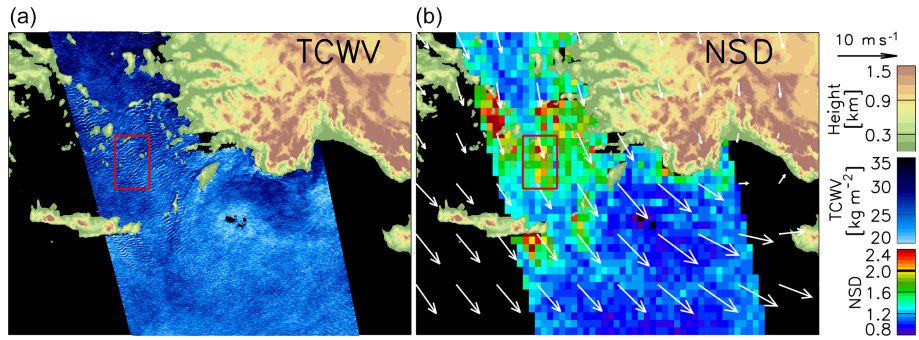 (a)
TCWV
(b)
NSD
10 m s⁻¹
Height
[km]
1.5
0.9
0.3
TCWV
[kg m⁻²]
35
30
25
20
NSD
2.4
2.0
1.6
1.2
0.8